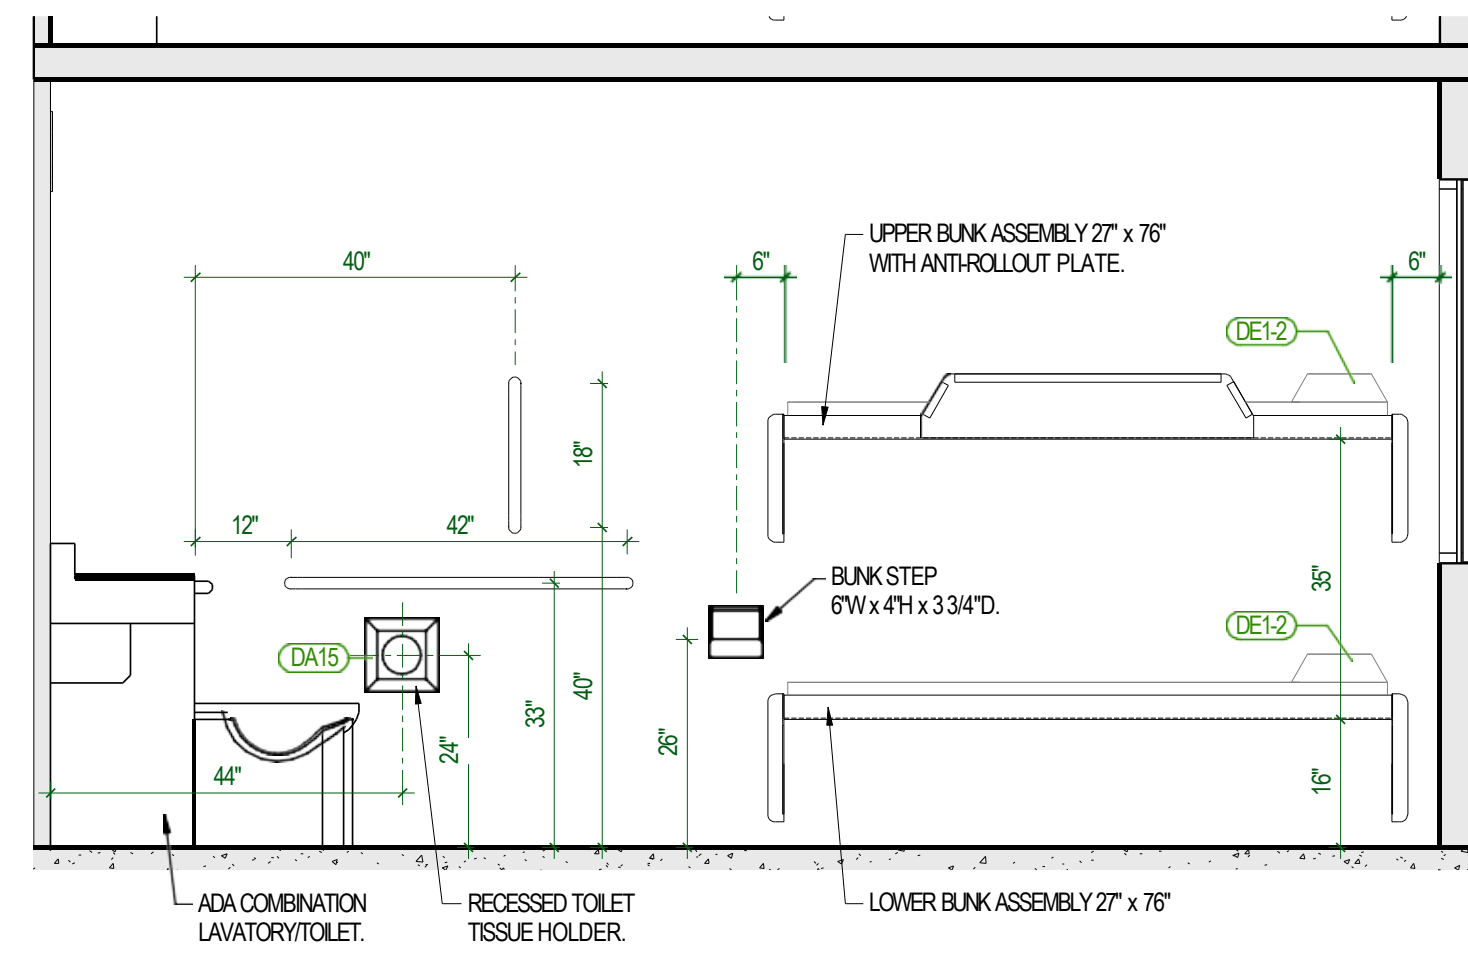 UPPER BUNK ASSEMBLY 27" x 76"
WITH ANTI-ROLLOUT PLATE.
40"
6"
6"
DE1-2
18"
12"
42"
BUNK STEP
6"W x 4"H x 3 3/4"D.
35"
DE1-2
DA15
40"
33"
24"
26"
44"
16"
ADA COMBINATION
LAVATORY/TOILET.
RECESSED TOILET
TISSUE HOLDER.
LOWER BUNK ASSEMBLY 27" x 76"